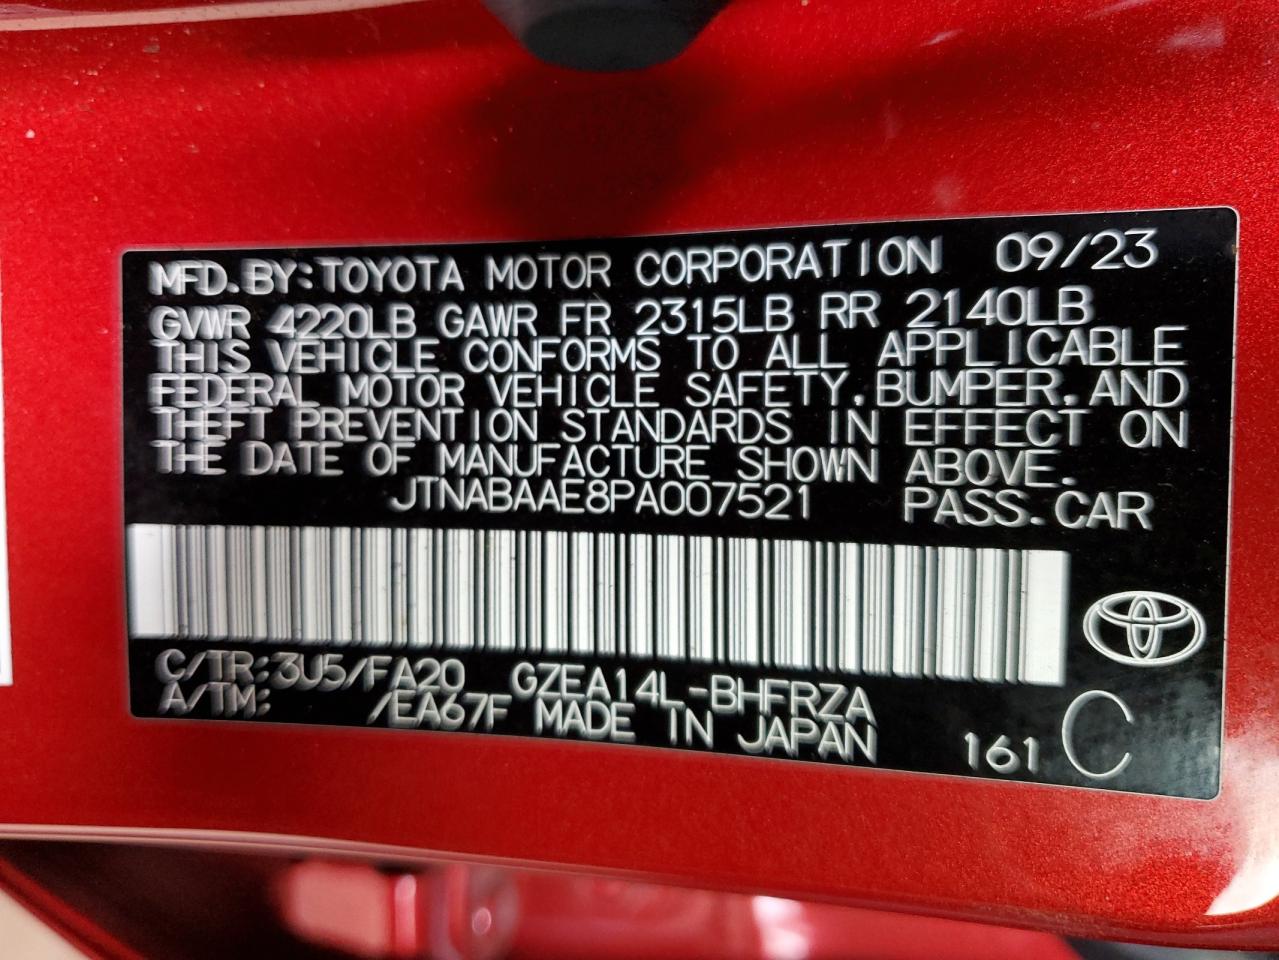 MFD. BY: TOYOTA MOTOR CORPORATION 09/23
GVWR 4220LB GAWR FR 2315LB RR 2140LB
THIS VEHICLE CONFORMS TO ALL APPLICABLE
FEDERAL MOTOR VEHICLE SAFETY, BUMPER, AND
THEFT PREVENTION STANDARDS IN EFFECT ON
THE DATE OF MANUFACTURE SHOWN ABOVE.
JTNABAAE8PA007521 PASS. CAR
C/TR: 3U5/FA20 GZEA14L-BHFRZA
A/TM: /EA67F MADE IN JAPAN
161 C